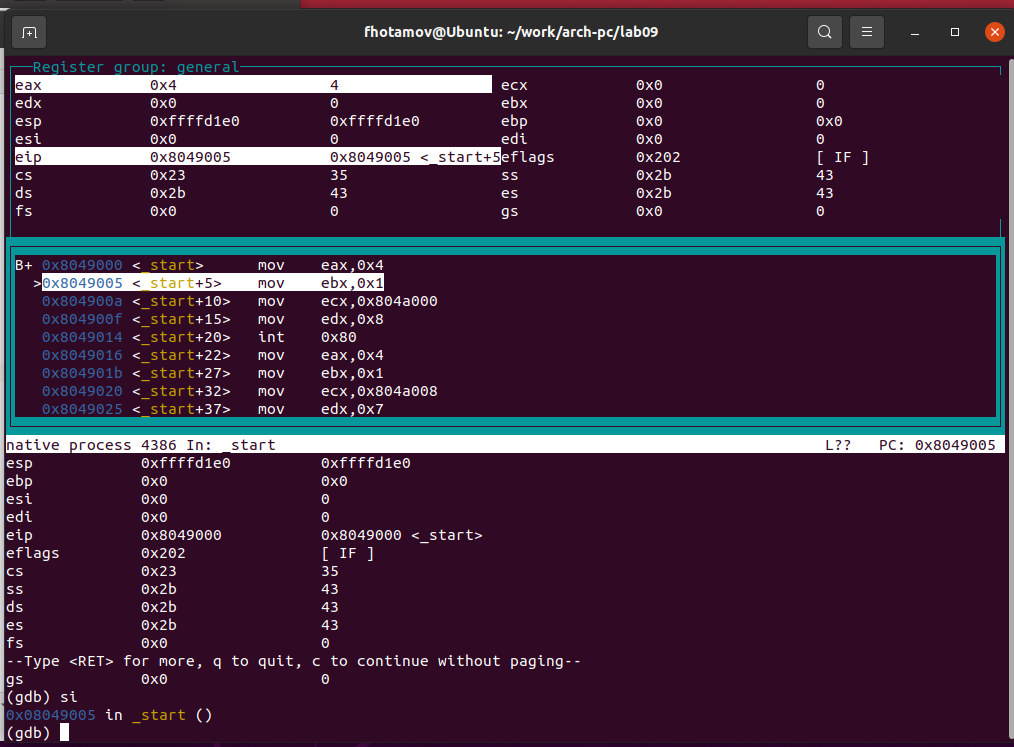 fhotamov@Ubuntu: ~/work/arch-pc/lab09
Register group: general
eax 0x4 4 ecx 0x0 0
edx 0x0 0 ebx 0x0 0
esp 0xffffd1e0 0xffffd1e0 ebp 0x0 0x0
esi 0x0 0 edi 0x0 0
eip 0x8049005 0x8049005 <_start+5 eflags 0x202 [ IF ]
cs 0x23 35 ss 0x2b 43
ds 0x2b 43 es 0x2b 43
fs 0x0 0 gs 0x0 0
B+ 0x8049000 <_start> mov eax,0x4
>0x8049005 <_start+5> mov ebx,0x1
0x804900a <_start+10> mov ecx,0x804a000
0x804900f <_start+15> mov edx,0x8
0x8049014 <_start+20> int 0x80
0x8049016 <_start+22> mov eax,0x4
0x804901b <_start+27> mov ebx,0x1
0x8049020 <_start+32> mov ecx,0x804a008
0x8049025 <_start+37> mov edx,0x7
native process 4386 In: _start L?? PC: 0x8049005
esp 0xffffd1e0 0xffffd1e0
ebp 0x0 0x0
esi 0x0 0
edi 0x0 0
eip 0x8049000 0x8049000 <_start>
eflags 0x202 [ IF ]
cs 0x23 35
ss 0x2b 43
ds 0x2b 43
es 0x2b 43
fs 0x0 0
--Type <RET> for more, q to quit, c to continue without paging--
gs 0x0 0
(gdb) si
0x08049005 in _start ()
(gdb)